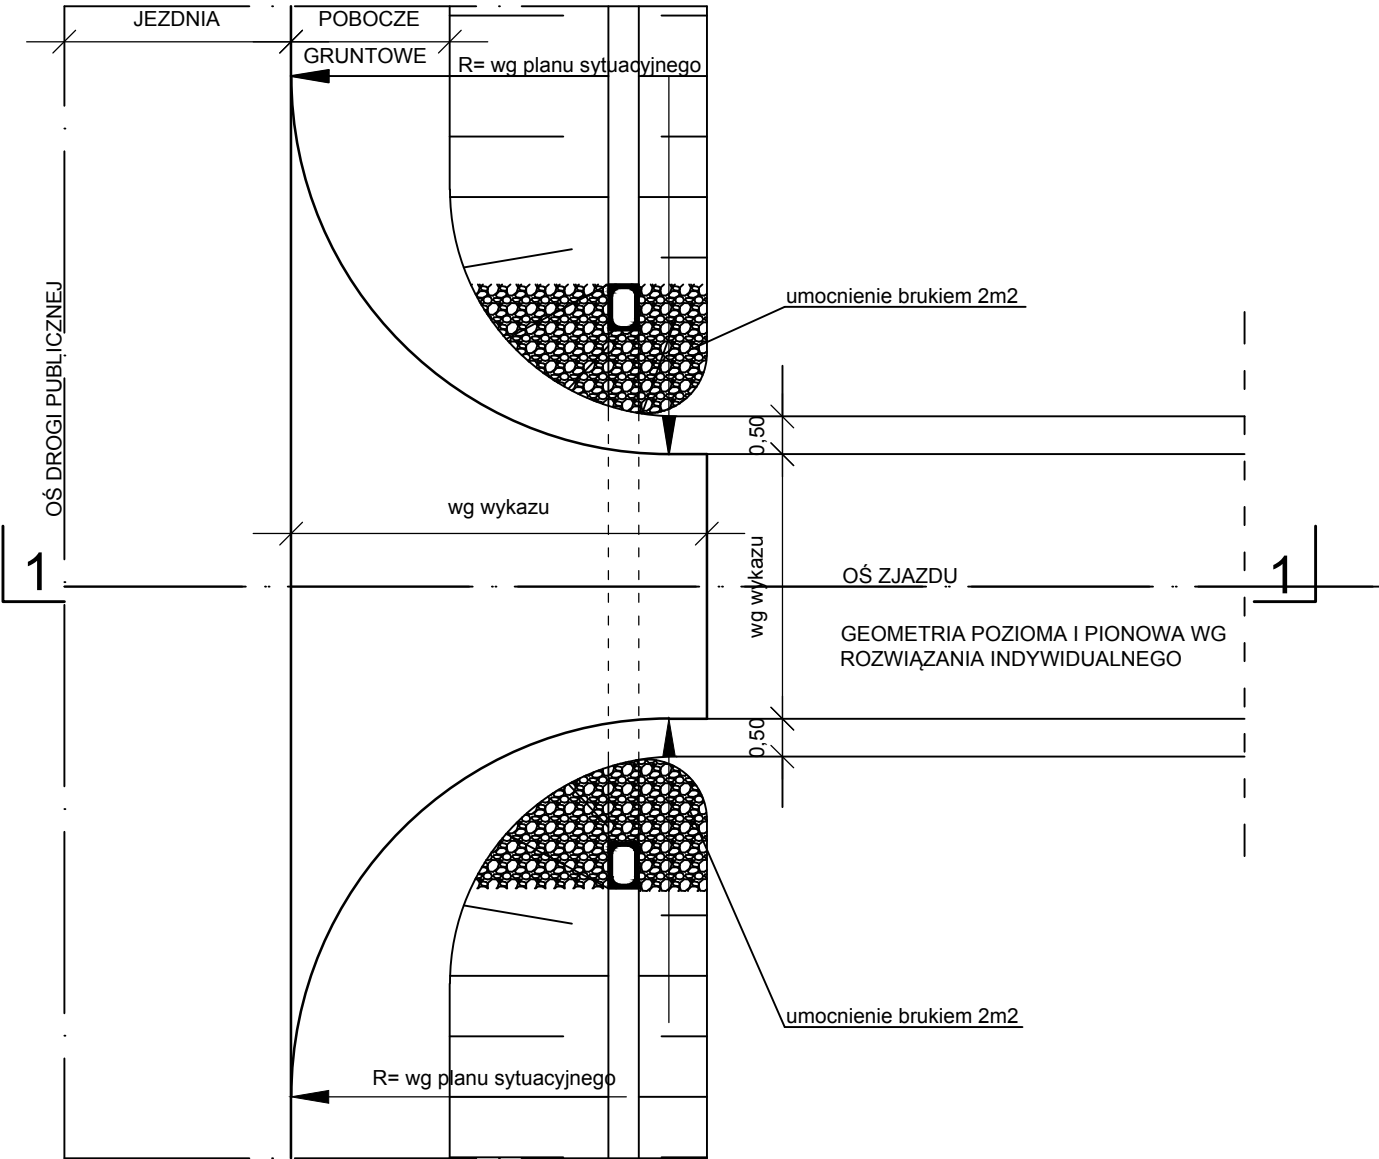 JEZDNIA
POBOCZE
GRUNTOWE
R= wg planu sytuacyjnego
umocnienie brukiem 2m2
OŚ DROGI PUBLICZNEJ
0,50
wg wykazu
1
wg wykazu
OŚ ZJAZDU
1
GEOMETRIA POZIOMA I PIONOWA WG
ROZWIĄZANIA INDYWIDUALNEGO
0,50
umocnienie brukiem 2m2
R= wg planu sytuacyjnego